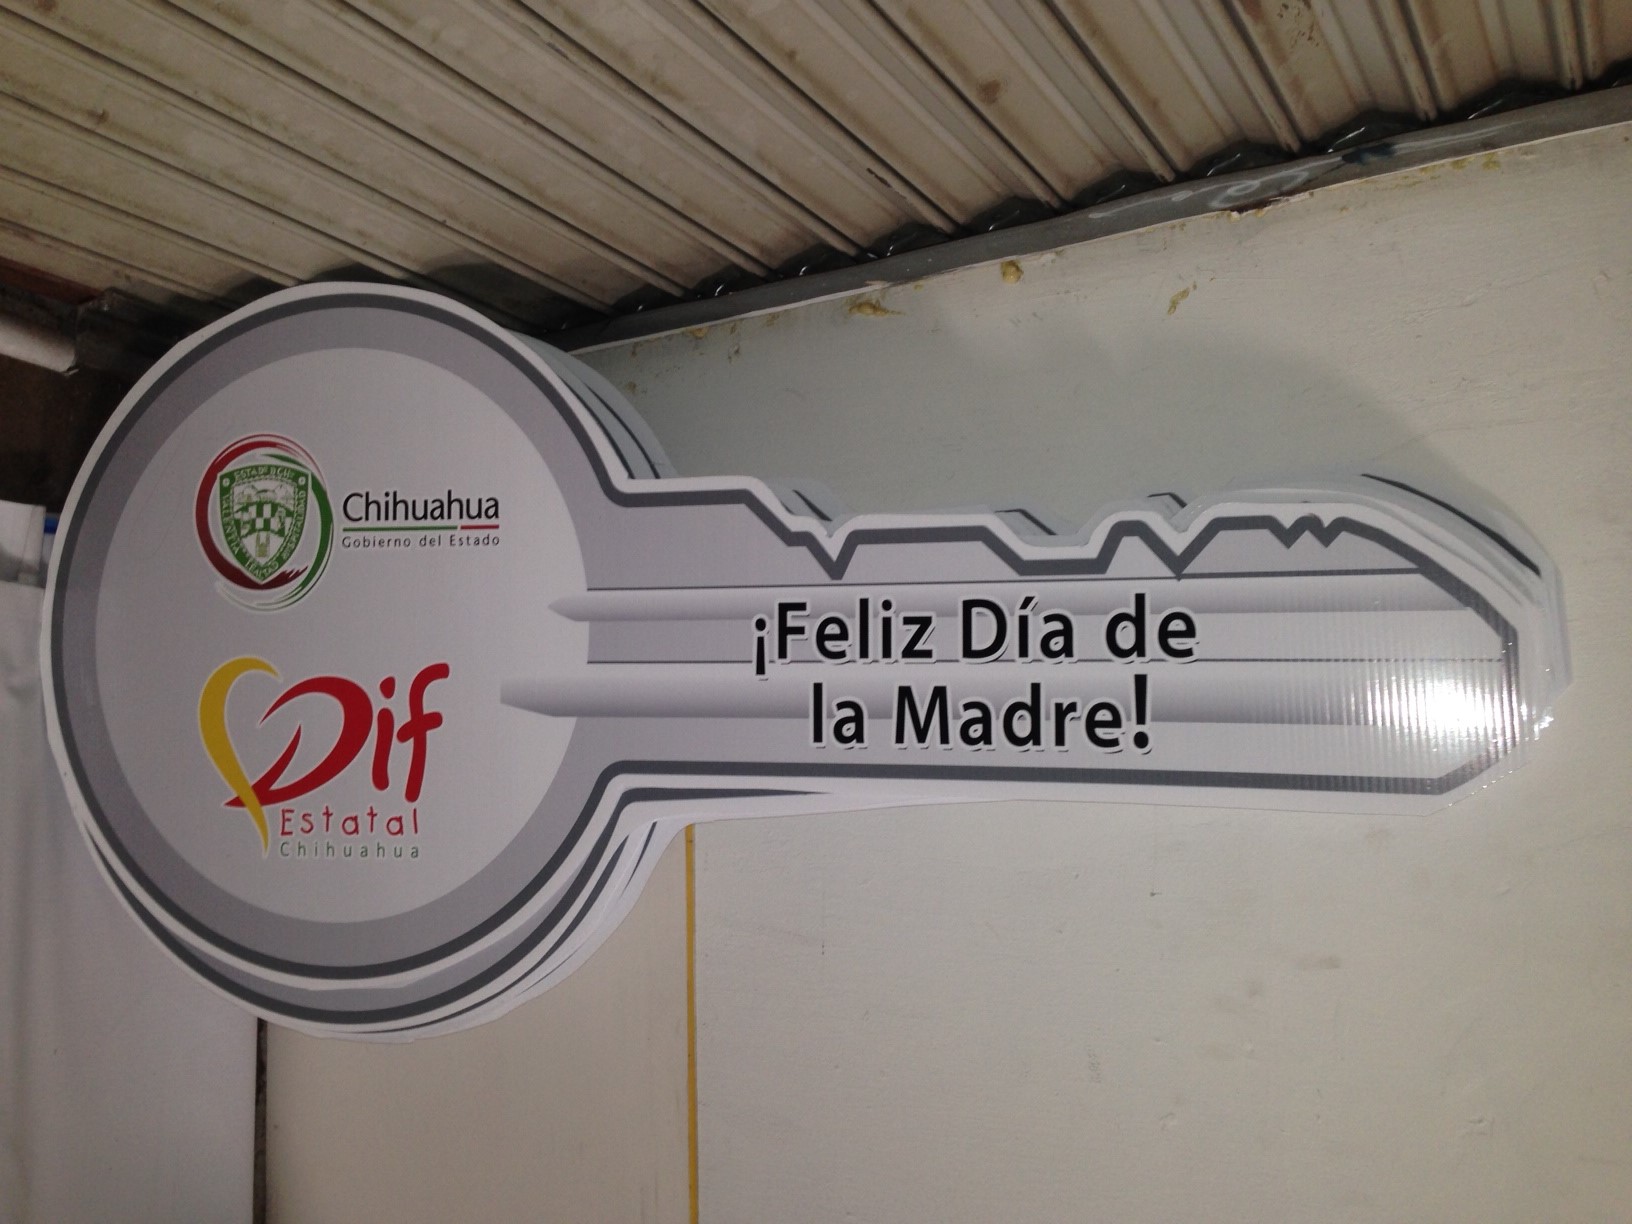 Chihuahua
Gobierno del Estado
Dif
Estatal
Chihuahua
¡Feliz Día de
la Madre!